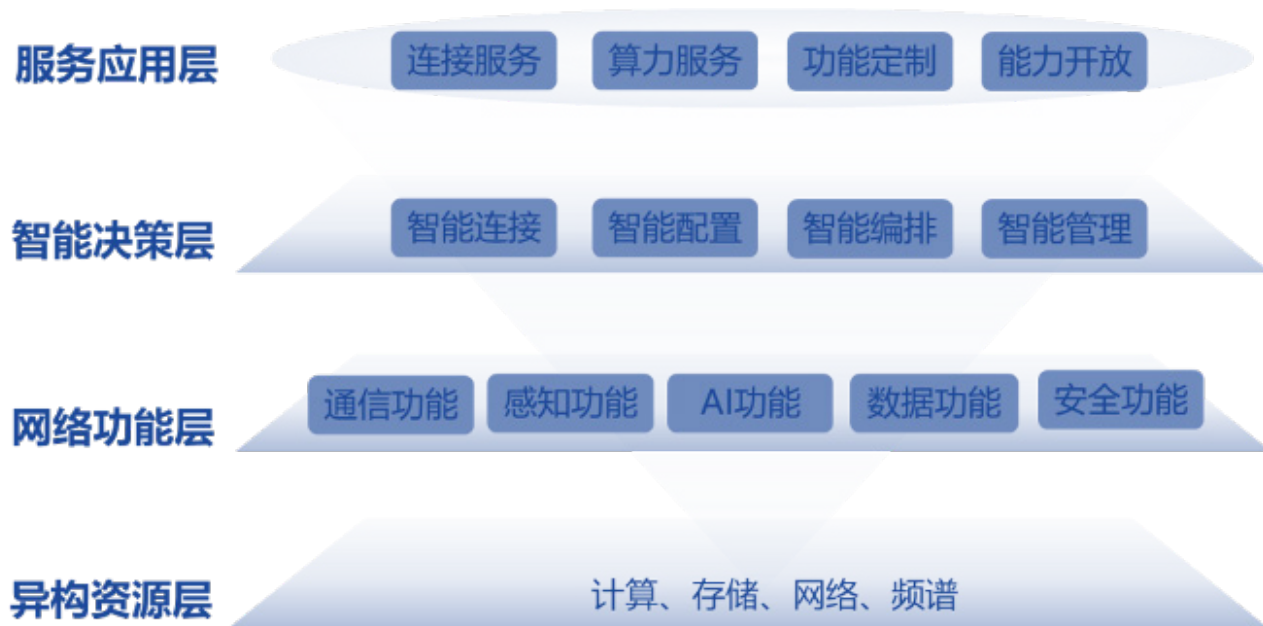 服务应用层
连接服务 算力服务 功能定制 能力开放
智能决策层
智能连接 智能配置 智能编排 智能管理
网络功能层
通信功能 感知功能 AI功能 数据功能 安全功能
异构资源层
计算、存储、网络、频谱